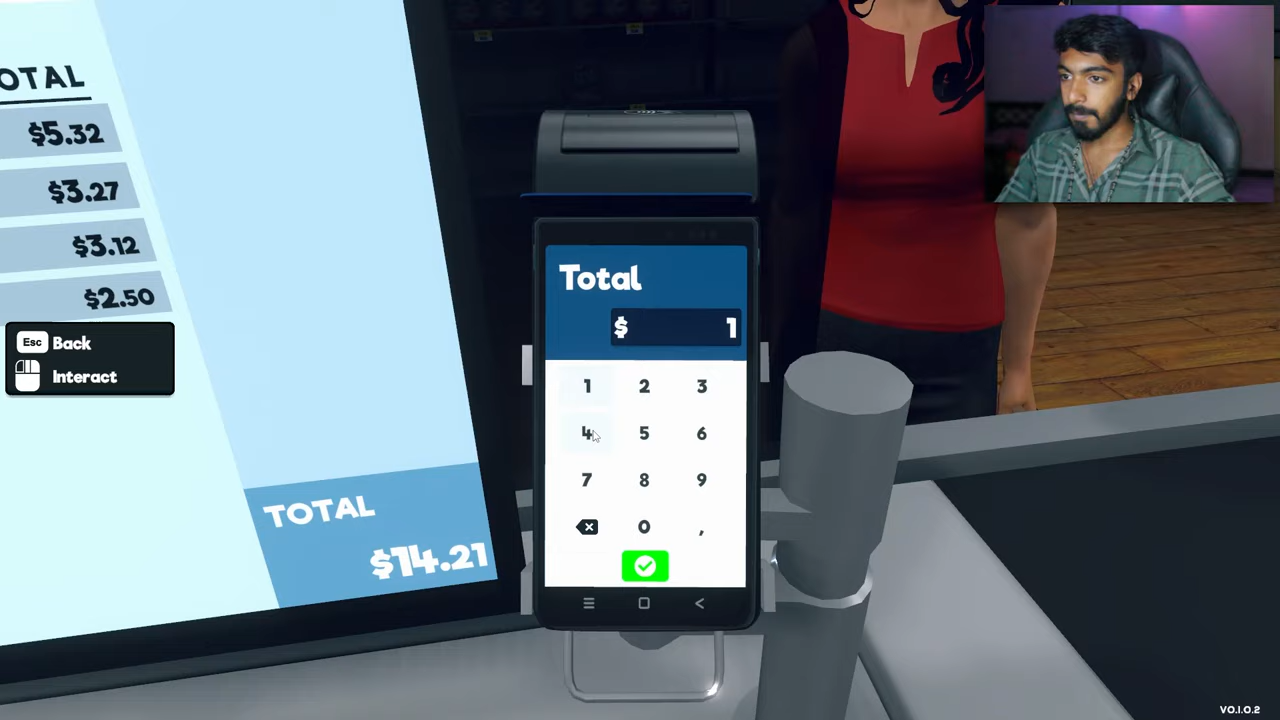 OTAL
$5.32
$3.27
$3.12
$2.50
Esc Back
Interact
TOTAL
$14.21
Total
$ 1
1 2 3
4 5 6
7 8 9
0 ,
V0.1.0.2